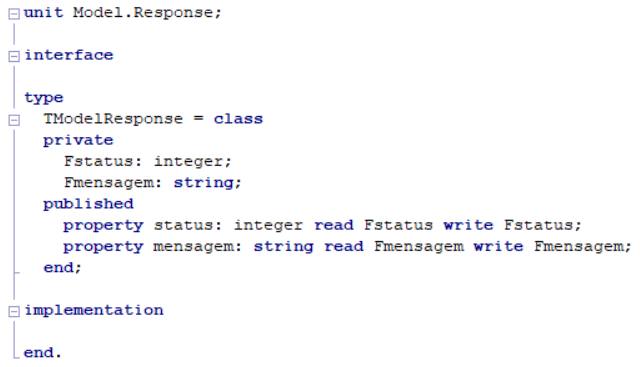 unit Model.Response;
interface
type
TModelResponse = class
private
Fstatus: integer;
Fmensagem: string;
published
property status: integer read Fstatus write Fstatus;
property mensagem: string read Fmensagem write Fmensagem;
end;
implementation
end.